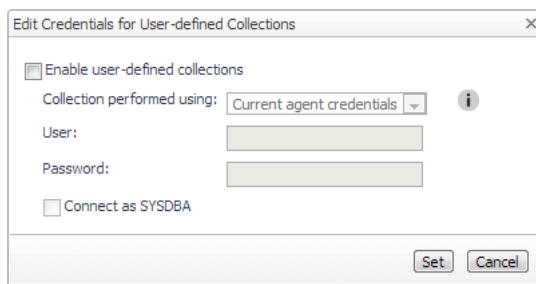 Edit Credentials for User-defined Collections
Enable user-defined collections
Collection performed using: Current agent credentials
User:
Password:
Connect as SYSDBA
Set Cancel